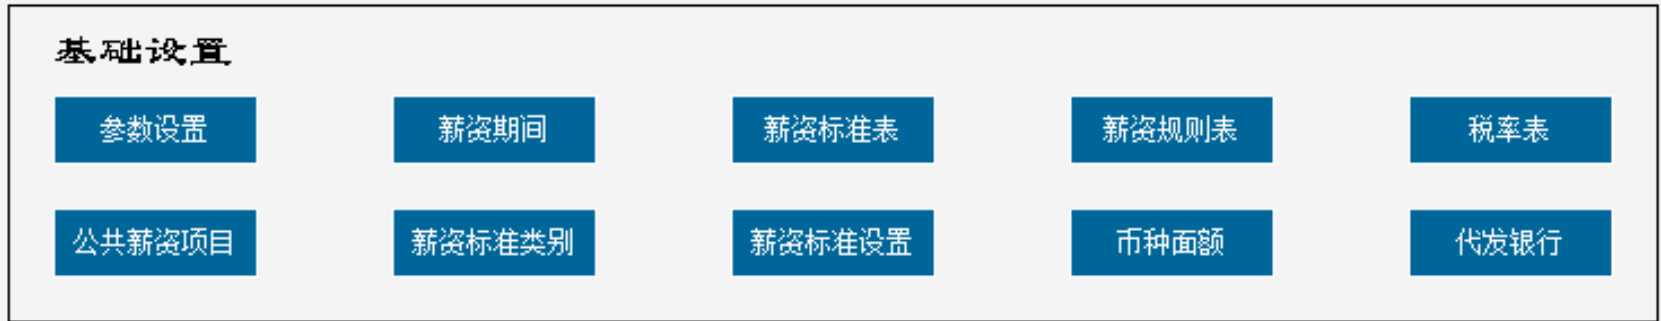 基础设置
参数设置 薪资期间 薪资标准表 薪资规则表 税率表
公共薪资项目 薪资标准类别 薪资标准设置 币种面额 代发银行